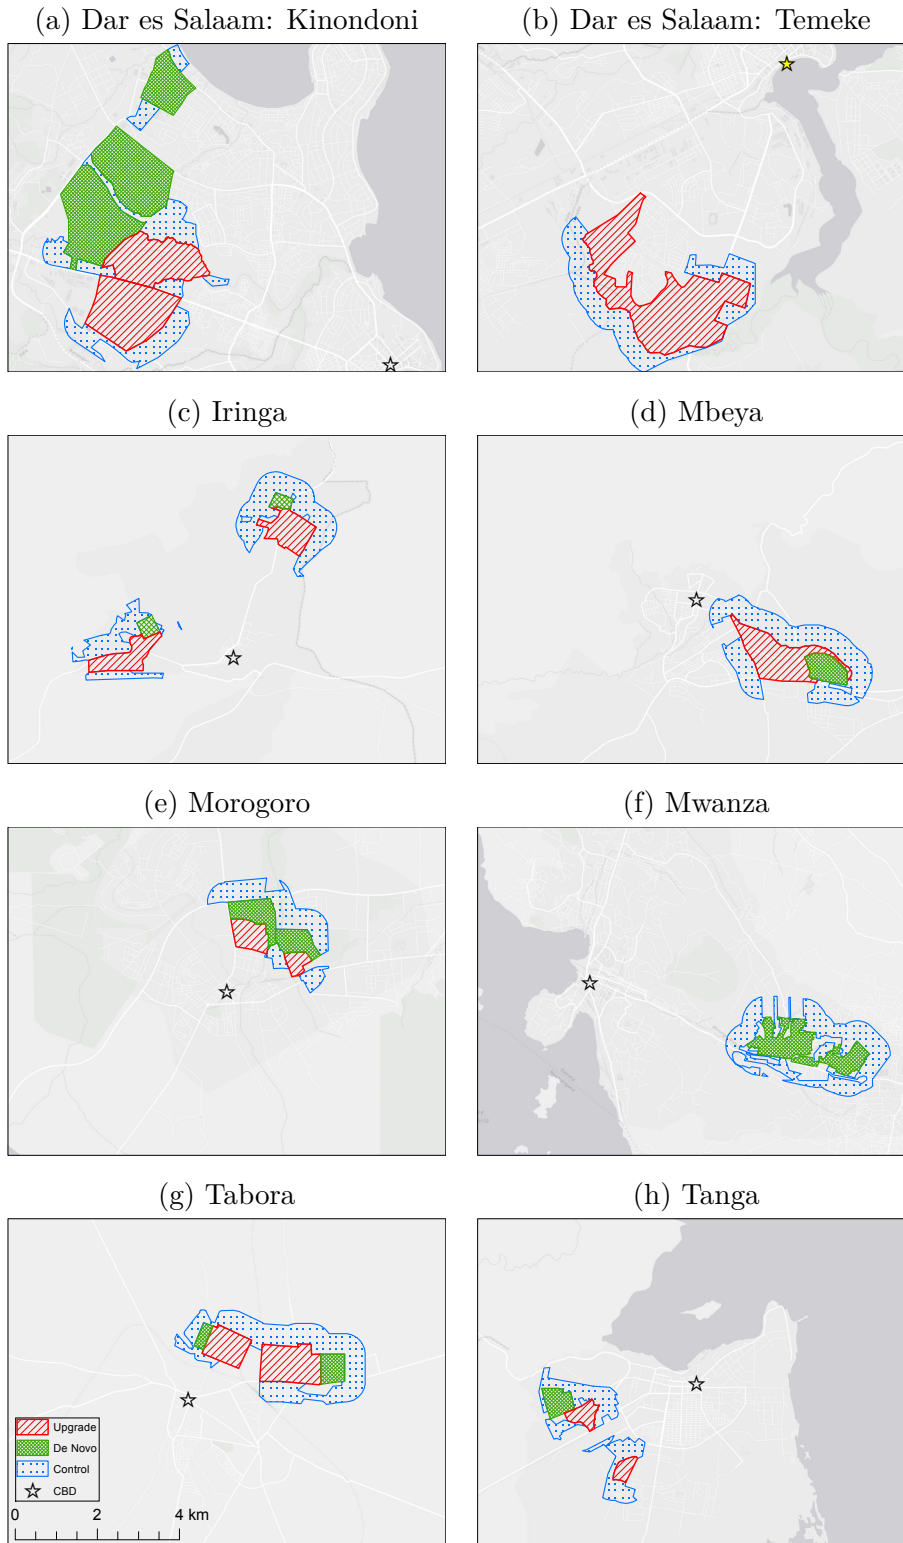 (a) Dar es Salaam: Kinondoni
(b) Dar es Salaam: Temeke
(c) Iringa
(d) Mbeya
(e) Morogoro
(f) Mwanza
(g) Tabora
(h) Tanga
Upgrade
De Novo
Control
CBD
0 2 4 km